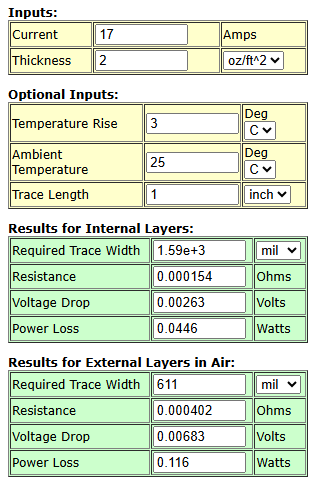 Inputs:
Current 17 Amps
Thickness 2 oz/ft^2
Optional Inputs:
Temperature Rise 3 Deg C
Ambient Temperature 25 Deg C
Trace Length 1 inch
Results for Internal Layers:
Required Trace Width 1.59e+3 mil
Resistance 0.000154 Ohms
Voltage Drop 0.00263 Volts
Power Loss 0.0446 Watts
Results for External Layers in Air:
Required Trace Width 611 mil
Resistance 0.000402 Ohms
Voltage Drop 0.00683 Volts
Power Loss 0.116 Watts